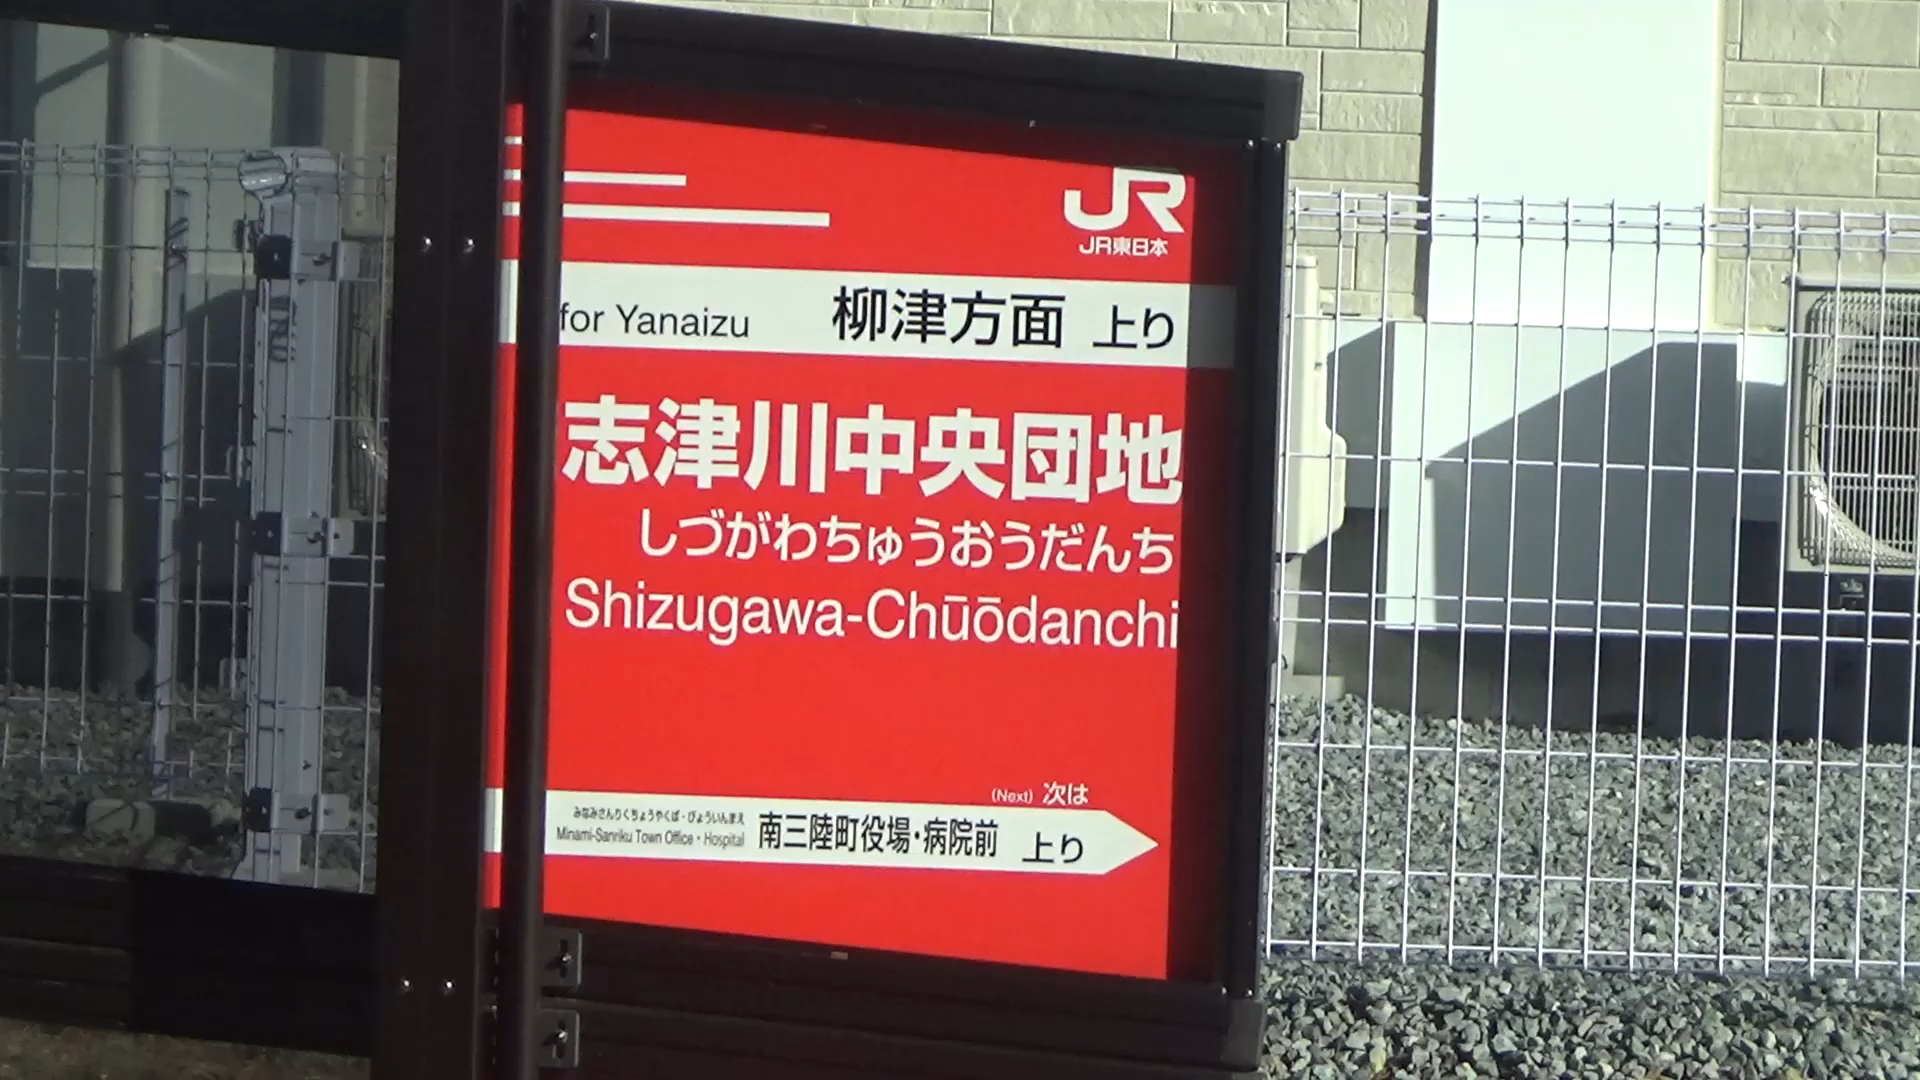 JR
JR東日本
for Yanaizu 柳津方面 上り
志津川中央団地
しづがわちゅうおうだんち
Shizugawa-Chūōdanchi
(Next) 次は
みなみさんりくちょうやくば・びょういんまえ
Minami-Sanriku Town Office・Hospital 南三陸町役場・病院前 上り